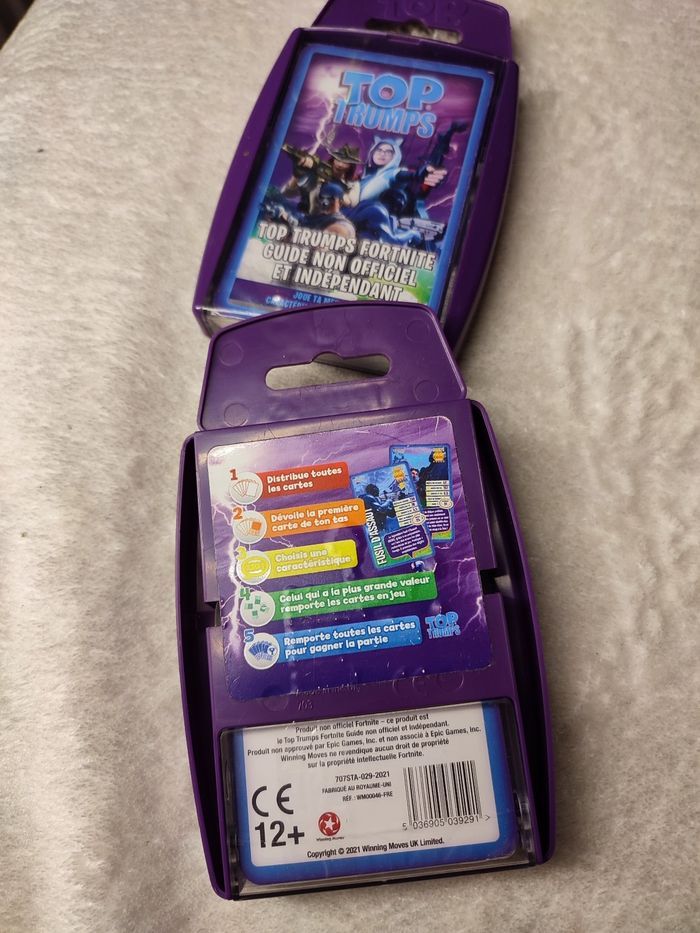 TOP
TOP
TRUMPS
TOP TRUMPS FORTNITE
GUIDE NON OFFICIEL
ET INDÉPENDANT
JOUE TA
1 Distribue toutes
les cartes
2 Dévoile la première
carte de ton tas
3 Choisis une
caractéristique
4 Celui qui a la plus grande valeur
remporte les cartes en jeu
5 Remporte toutes les cartes
pour gagner la partie
FUSIL D'ASSAUT
TOP
TRUMPS
703
Produit non officiel Fortnite – ce produit est
le Top Trumps Fortnite Guide non officiel et indépendant.
Produit non approuvé par Epic Games, Inc. et non associé à Epic Games, Inc.
Winning Moves ne revendique aucun droit de propriété
sur la propriété intellectuelle Fortnite.
707STA-029-2021
FABRIQUÉ AU ROYAUME-UNI
RÉF.: WM00046-FRE
CE
12+
Winning Moves
5 036905 039291 >
Copyright © 2021 Winning Moves UK Limited.